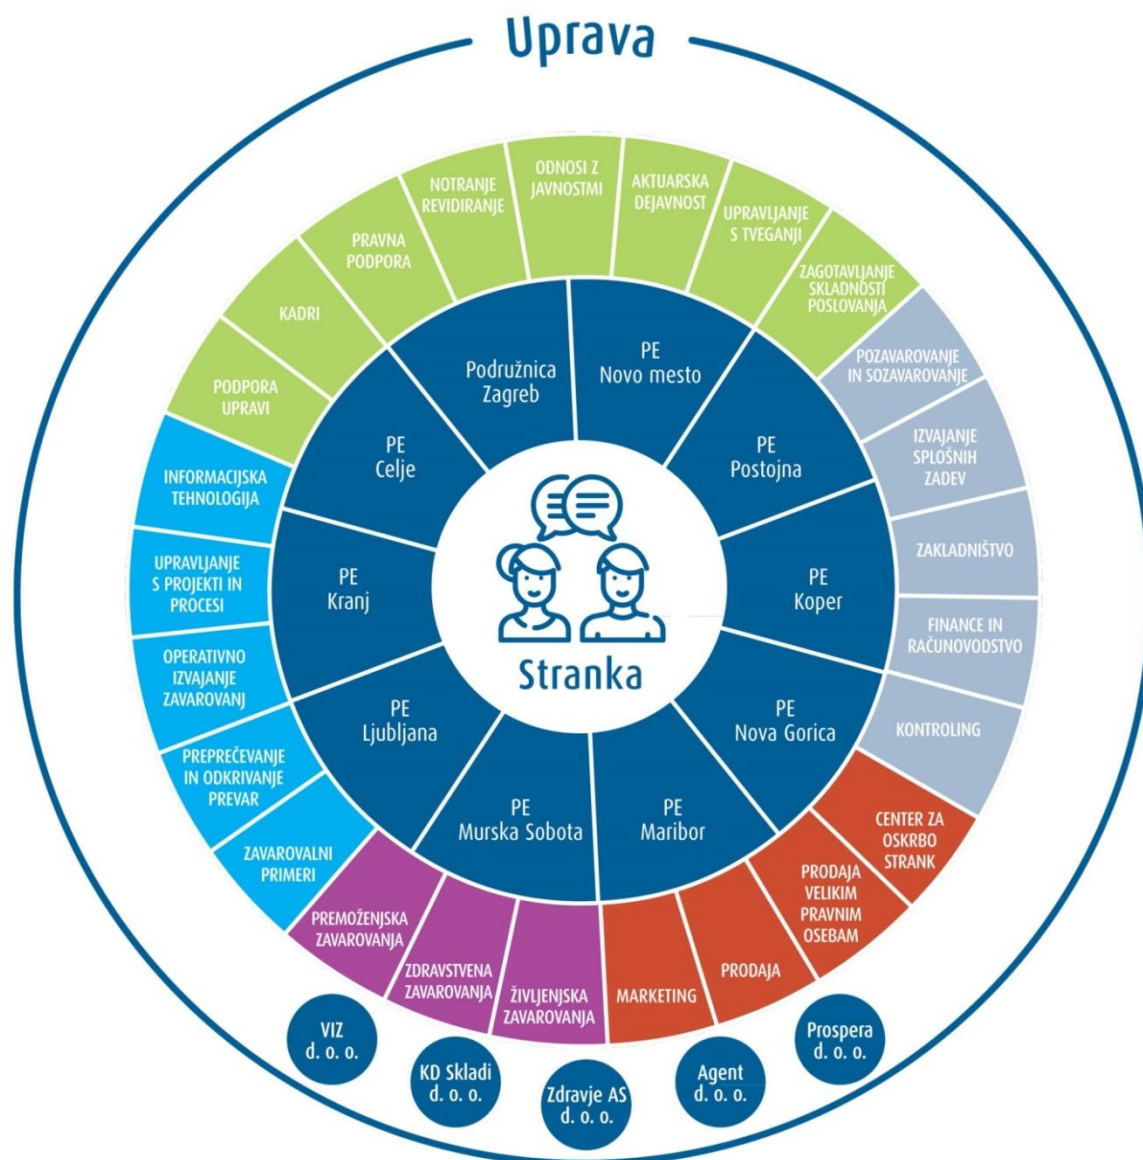 Uprava
PODPORA
UPRAVI
KADRI
PRAVNA
PODPORA
NOTRANJE
REVIDIRANJE
ODNOSI Z
JAVNOSTMI
AKTUARSKA
DEJAVNOST
UPRAVLJANJE
S TVEGANJI
ZAGOTAVLJANJE
SKLADNOSTI
POSLOVANJA
POZAVAROVANJE
IN SOZAVAROVANJE
IZVAJANJE
SPLOŠNIH
ZADEV
ZAKLADNIŠTVO
FINANCE IN
RAČUNOVODSTVO
KONTROLING
CENTER ZA
OSKRBO
STRANK
PRODAJA
VELIKIM
PRAVNIM
OSEBAM
PRODAJA
MARKETING
ŽIVLJENJSKA
ZAVAROVANJA
ZDRAVSTVENA
ZAVAROVANJA
PREMOŽENJSKA
ZAVAROVANJA
ZAVAROVALNI
PRIMERI
PREPREČEVANJE
IN ODKRIVANJE
PREVAR
OPERATIVNO
IZVAJANJE
ZAVAROVANJ
UPRAVLJANJE
S PROJEKTI IN
PROCESI
INFORMACIJSKA
TEHNOLOGIJA
Podružnica
Zagreb
PE
Novo mesto
PE
Postojna
PE
Koper
PE
Nova Gorica
PE
Maribor
PE
Murska Sobota
PE
Ljubljana
PE
Kranj
PE
Celje
Stranka
VIZ
d. o. o.
KD Skladi
d. o. o.
Zdravje AS
d. o. o.
Agent
d. o. o.
Prospera
d. o. o.